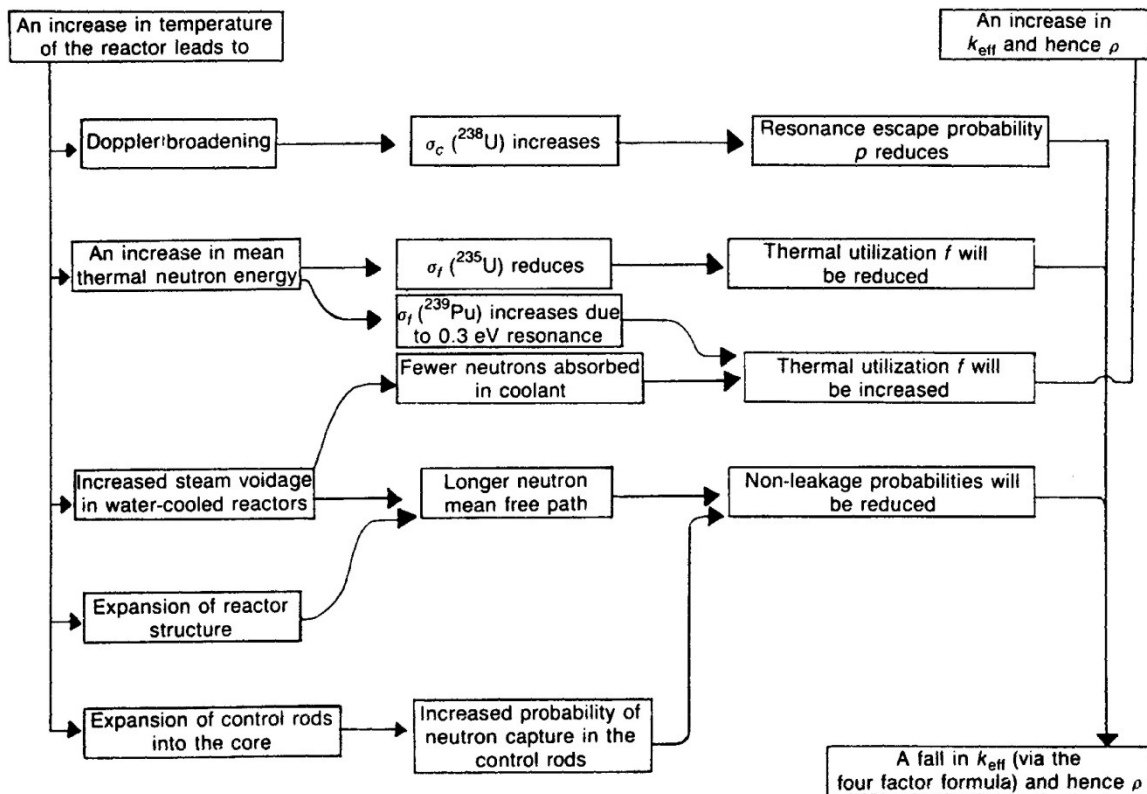 An increase in temperature
of the reactor leads to
An increase in
k_eff and hence ρ
Doppler broadening
σ_c (²³⁸U) increases
Resonance escape probability
p reduces
An increase in mean
thermal neutron energy
σ_f (²³⁵U) reduces
Thermal utilization f will
be reduced
σ_f (²³⁹Pu) increases due
to 0.3 eV resonance
Fewer neutrons absorbed
in coolant
Thermal utilization f will
be increased
Increased steam voidage
in water-cooled reactors
Longer neutron
mean free path
Non-leakage probabilities will
be reduced
Expansion of reactor
structure
Expansion of control rods
into the core
Increased probability of
neutron capture in the
control rods
A fall in k_eff (via the
four factor formula) and hence ρ